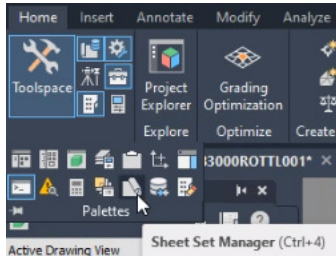 Home Insert Annotate Modify Analyze
Toolspace
Project Explorer
Grading Optimization
Explore Optimize Create
3000ROTTL001* ×
Palettes
Sheet Set Manager (Ctrl+4)
Active Drawing View